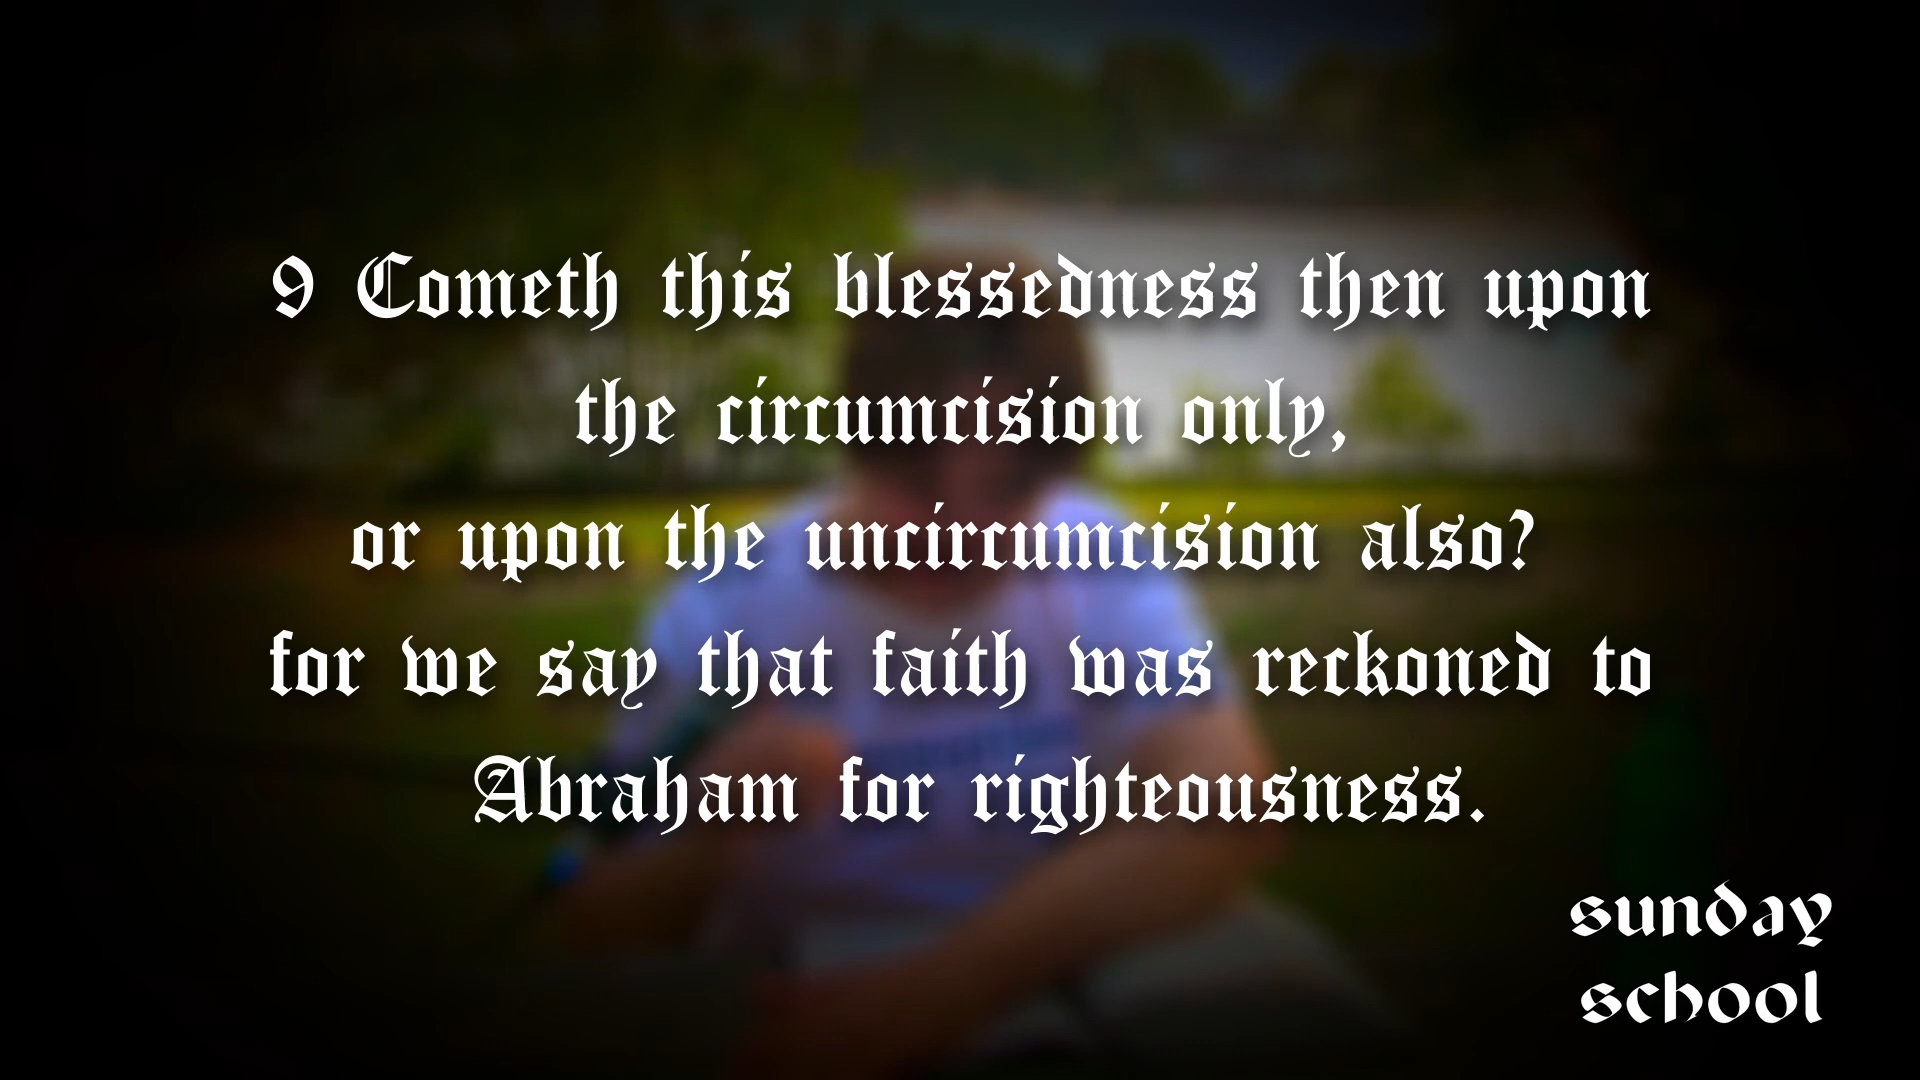 9 Cometh this blessedness then upon
the circumcision only,
or upon the uncircumcision also?
for we say that faith was reckoned to
Abraham for righteousness.
sunday
school